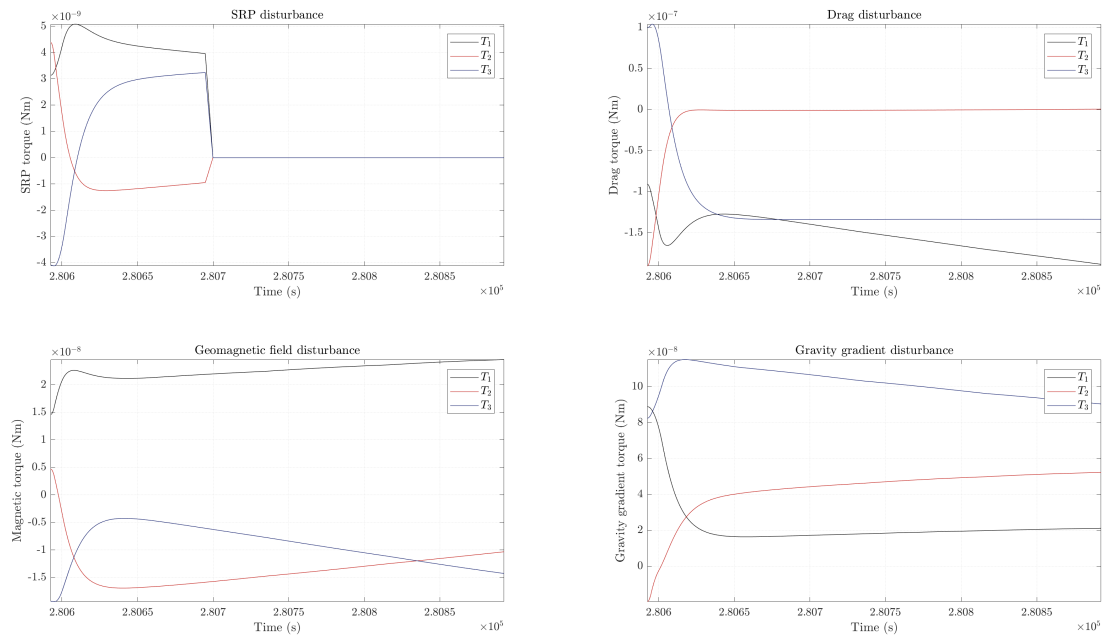 SRP disturbance
×10⁻⁹
5
4
3
2
1
0
-1
-2
-3
-4
SRP torque (Nm)
T₁
T₂
T₃
2.806 2.8065 2.807 2.8075 2.808 2.8085
Time (s)
×10⁵
Drag disturbance
×10⁻⁷
1
0.5
0
-0.5
-1
-1.5
Drag torque (Nm)
T₁
T₂
T₃
2.806 2.8065 2.807 2.8075 2.808 2.8085
Time (s)
×10⁵
Geomagnetic field disturbance
×10⁻⁸
2
1.5
1
0.5
0
-0.5
-1
-1.5
Magnetic torque (Nm)
T₁
T₂
T₃
2.806 2.8065 2.807 2.8075 2.808 2.8085
Time (s)
×10⁵
Gravity gradient disturbance
×10⁻⁸
10
8
6
4
2
0
Gravity gradient torque (Nm)
T₁
T₂
T₃
2.806 2.8065 2.807 2.8075 2.808 2.8085
Time (s)
×10⁵